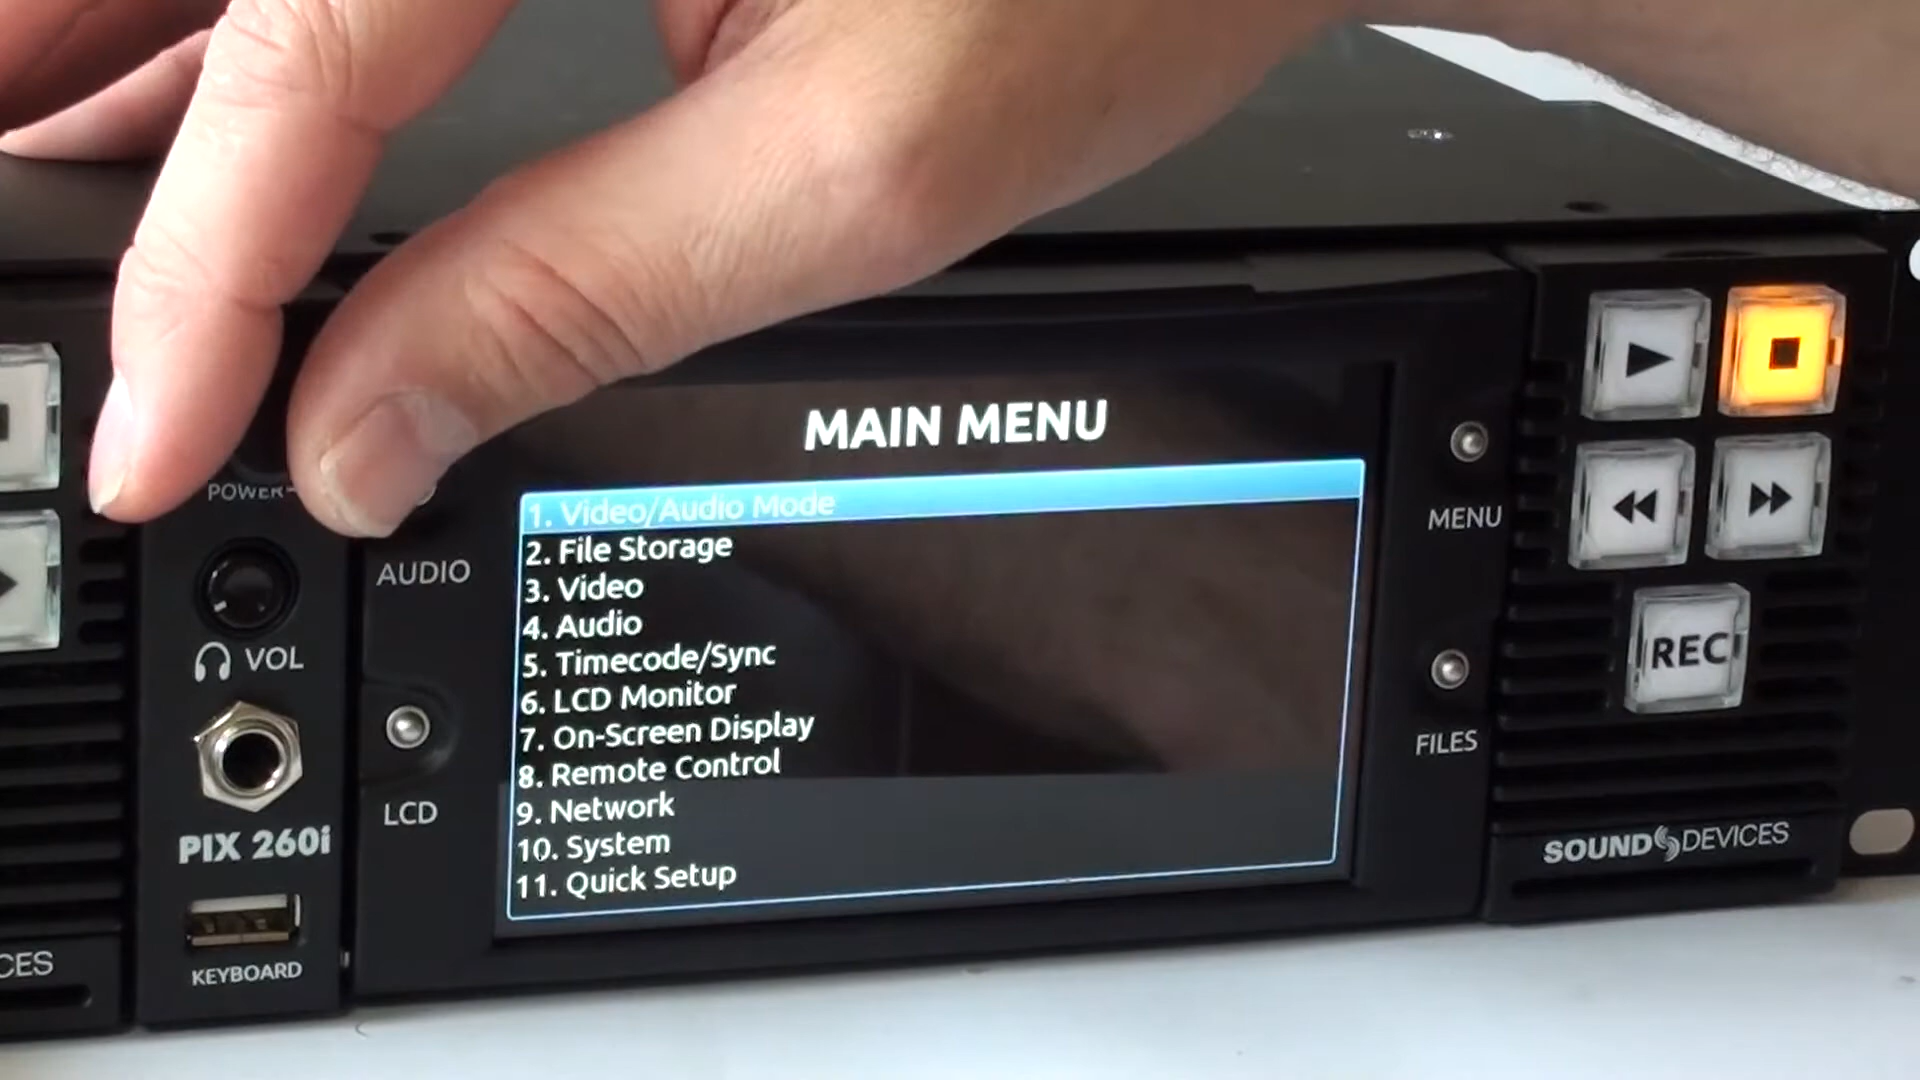 MAIN MENU
1. Video/Audio Mode
2. File Storage
3. Video
4. Audio
5. Timecode/Sync
6. LCD Monitor
7. On-Screen Display
8. Remote Control
9. Network
10. System
11. Quick Setup
POWER
AUDIO
VOL
LCD
PIX 260i
KEYBOARD
CES
MENU
FILES
REC
SOUND DEVICES